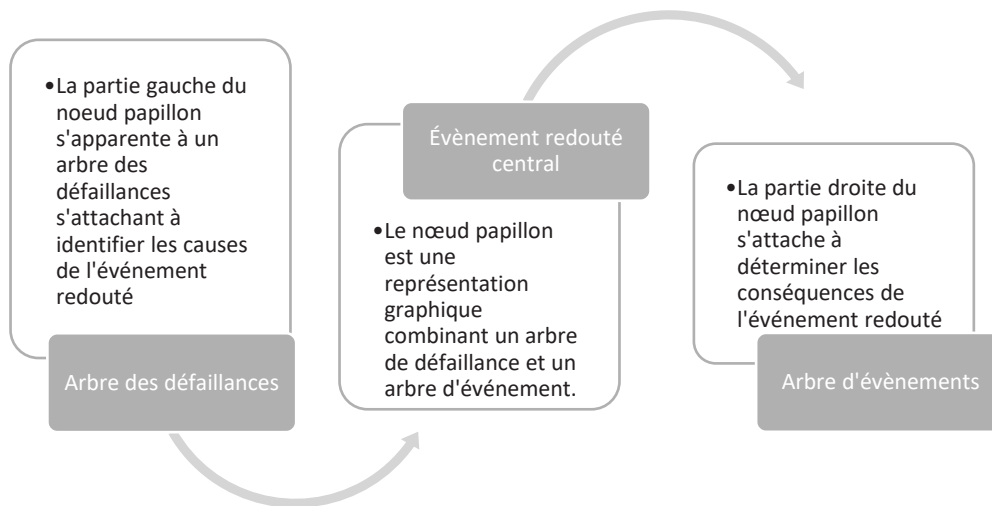 •La partie gauche du
noeud papillon
s'apparente à un
arbre des
défaillances
s'attachant à
identifier les causes
de l'événement
redouté
Arbre des défaillances
Évènement redouté
central
•Le nœud papillon
est une
représentation
graphique
combinant un arbre
de défaillance et un
arbre d'événement.
•La partie droite du
nœud papillon
s'attache à
déterminer les
conséquences de
l'événement redouté
Arbre d'évènements